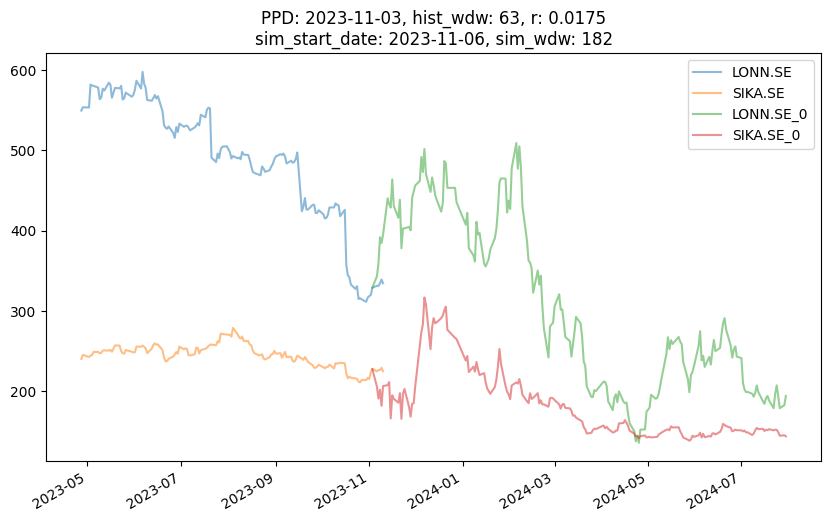 PPD: 2023-11-03, hist_wdw: 63, r: 0.0175
sim_start_date: 2023-11-06, sim_wdw: 182
LONN.SE
SIKA.SE
LONN.SE_0
SIKA.SE_0
600
500
400
300
200
2023-05
2023-07
2023-09
2023-11
2024-01
2024-03
2024-05
2024-07